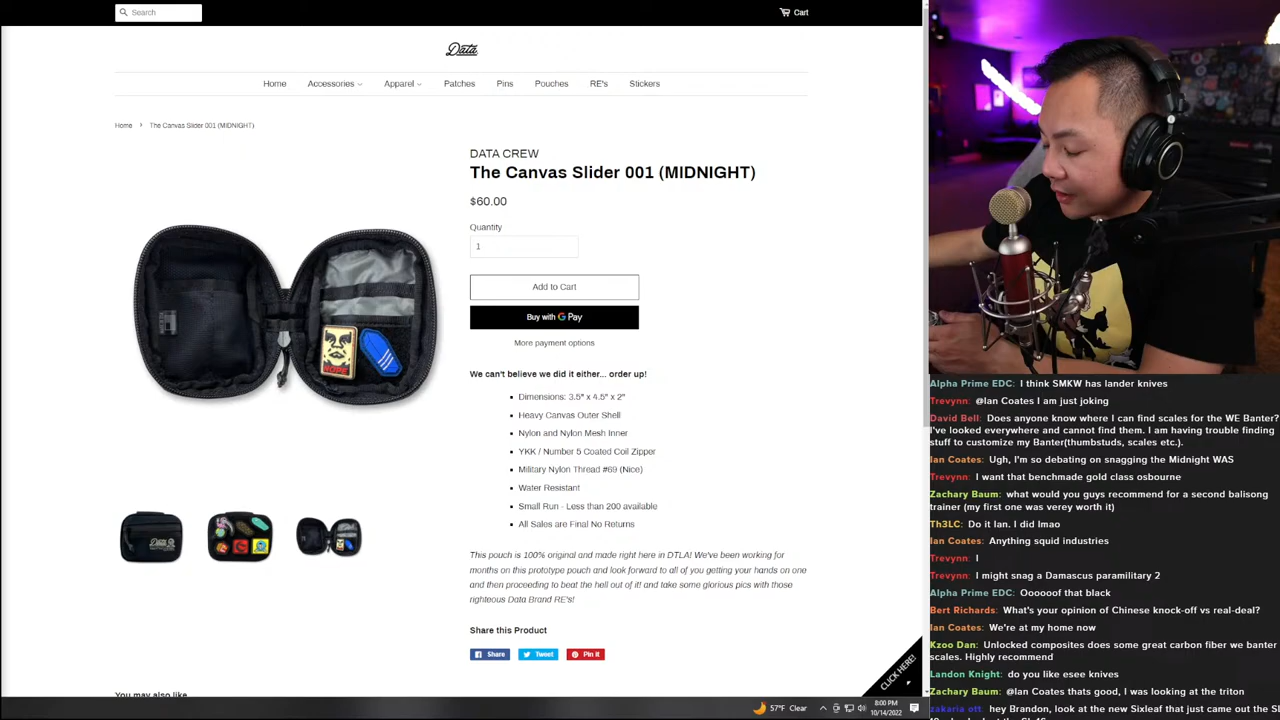 Search
Cart
Data
Home
Accessories
Apparel
Patches
Pins
Pouches
RE's
Stickers
Home › The Canvas Slider 001 (MIDNIGHT)
DATA CREW
The Canvas Slider 001 (MIDNIGHT)
$60.00
Quantity
1
Add to Cart
Buy with G Pay
More payment options
We can't believe we did it either... order up!
Dimensions: 3.5" x 4.5" x 2"
Heavy Canvas Outer Shell
Nylon and Nylon Mesh Inner
YKK / Number 5 Coated Coil Zipper
Military Nylon Thread #69 (Nice)
Water Resistant
Small Run - Less than 200 available
All Sales are Final No Returns
This pouch is 100% original and made right here in DTLA! We've been working for
months on this prototype pouch and look forward to all of you getting your hands on one
and then proceeding to beat the hell out of it! and take some glorious pics with those
righteous Data Brand RE's!
Share this Product
Share
Tweet
Pin it
You may also like
CLICK HERE!
NOPE
Data
Alpha Prime EDC: I think SMKW has lander knives
Trevynn: @Ian Coates I am just joking
David Bell: Does anyone know where I can find scales for the WE Banter?
I've looked everywhere and cannot find them. I am having trouble finding
stuff to customize my Banter(thumbstuds, scales etc.).
Ian Coates: Ugh, I'm so debating on snagging the Midnight WAS
Trevynn: I want that benchmade gold class osbourne
Zachary Baum: what would you guys recommend for a second balisong
trainer (my first one was verey worth it)
Th3LC: Do it Ian. I did lmao
Ian Coates: Anything squid industries
Trevynn: I
Trevynn: I might snag a Damascus paramilitary 2
Alpha Prime EDC: Oooooof that black
Bert Richards: What's your opinion of Chinese knock-off vs real-deal?
Ian Coates: We're at my home now
Kzoo Dan: Unlocked composites does some great carbon fiber we banter
scales. Highly recommend
Landon Knight: do you like esee knives
Zachary Baum: @Ian Coates thats good, I was looking at the triton
zakaria ott: hey Brandon, look at the new Sixleaf that just came out the S
57°F Clear
8:00 PM
10/14/2022